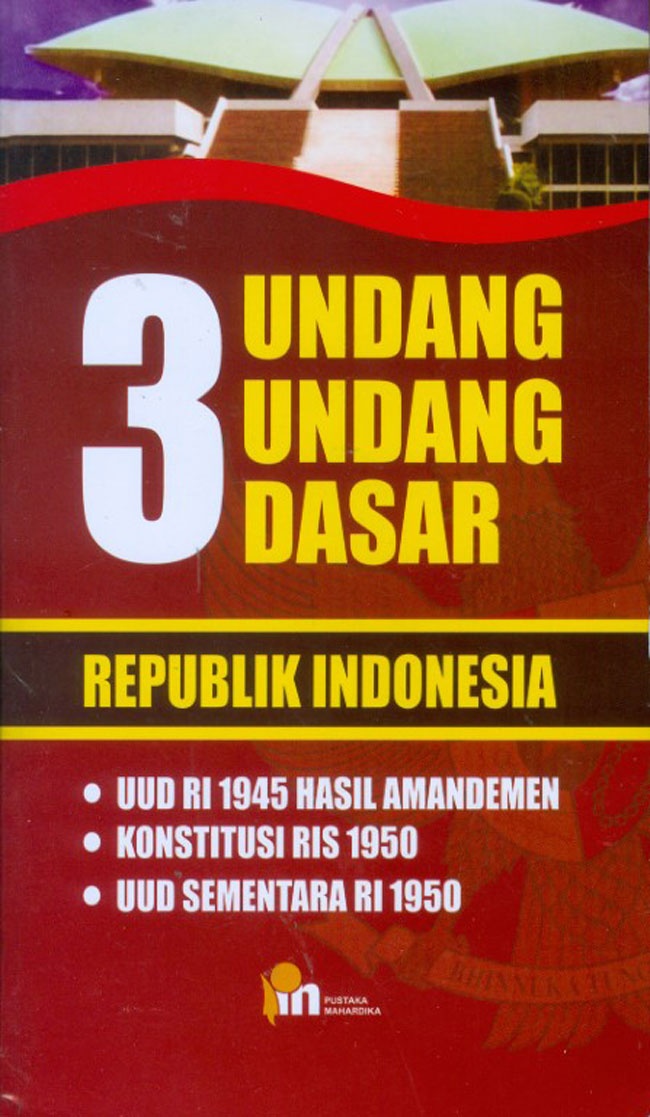 3 UNDANG
UNDANG
DASAR
REPUBLIK INDONESIA
• UUD RI 1945 HASIL AMANDEMEN
• KONSTITUSI RIS 1950
• UUD SEMENTARA RI 1950
in PUSTAKA
MAHARDIKA